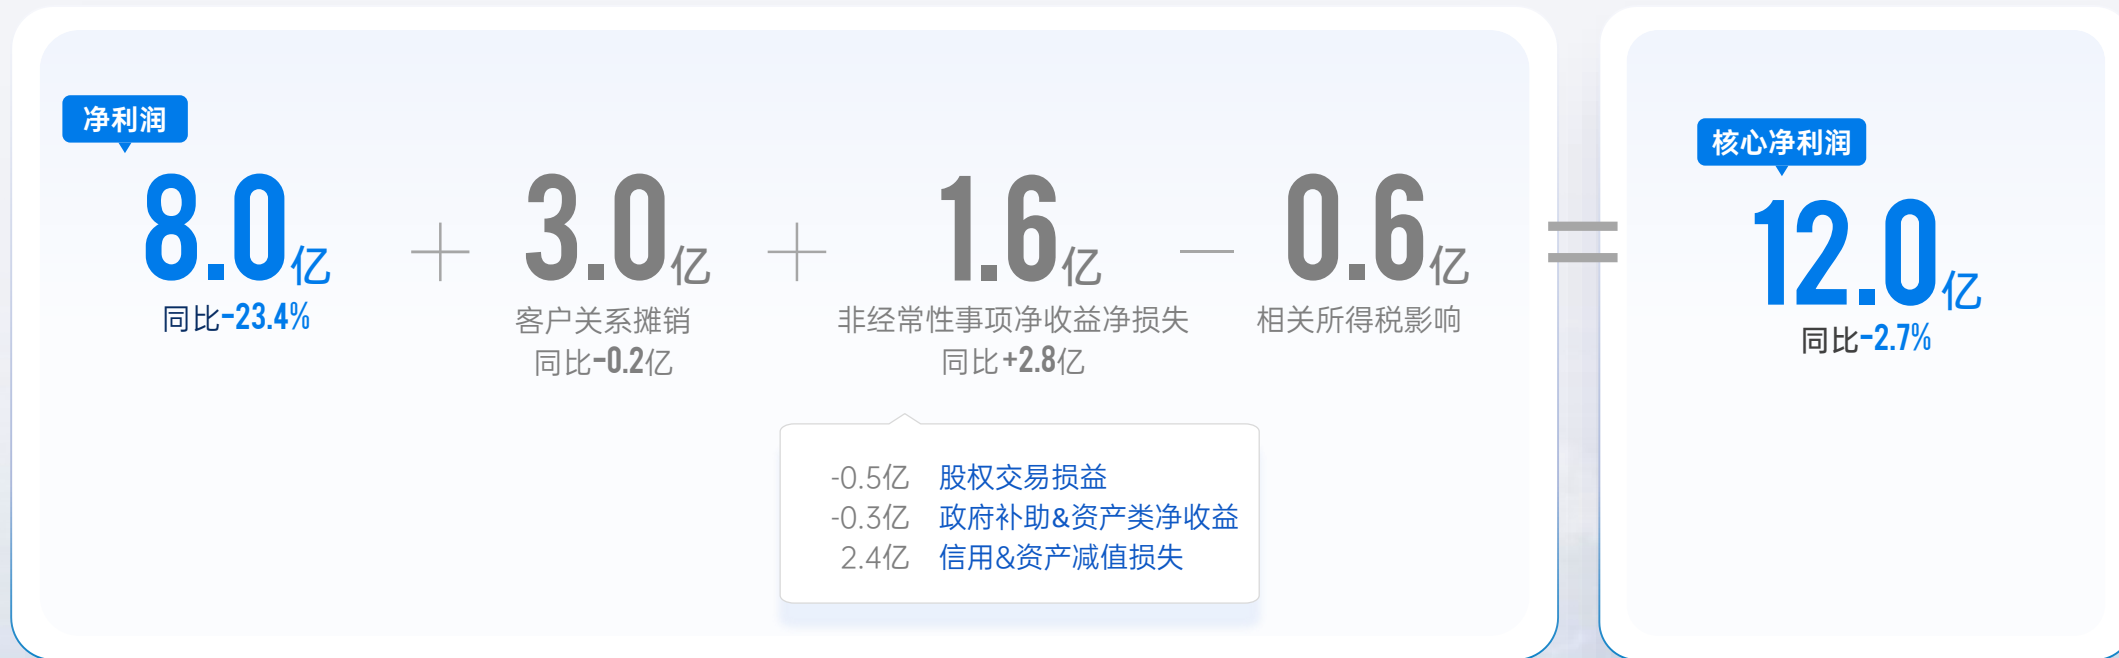 净利润
8.0亿
同比-23.4%
+
3.0亿
客户关系摊销
同比-0.2亿
+
1.6亿
非经常性事项净收益净损失
同比+2.8亿
-0.5亿 股权交易损益
-0.3亿 政府补助&资产类净收益
2.4亿 信用&资产减值损失
—
0.6亿
相关所得税影响
=
核心净利润
12.0亿
同比-2.7%